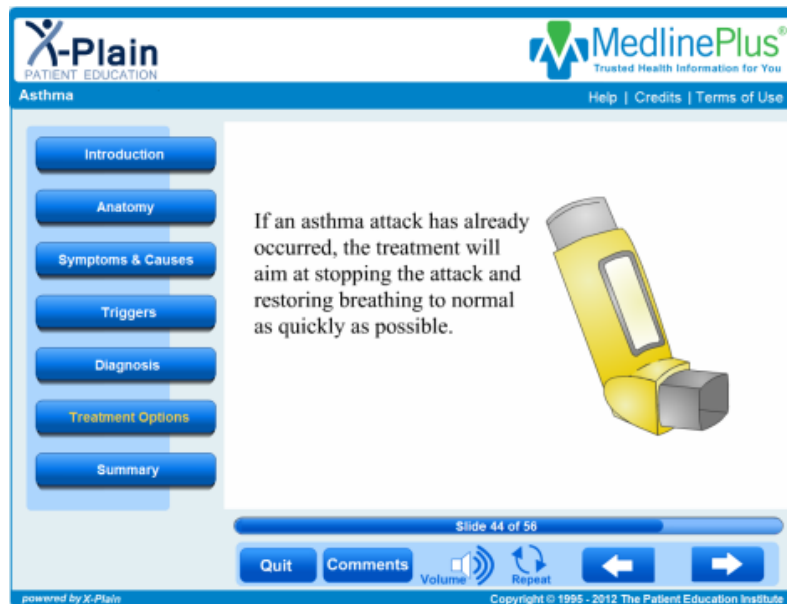 X-Plain
PATIENT EDUCATION
MedlinePlus®
Trusted Health Information for You
Asthma
Help | Credits | Terms of Use
Introduction
Anatomy
Symptoms & Causes
Triggers
Diagnosis
Treatment Options
Summary
If an asthma attack has already
occurred, the treatment will
aim at stopping the attack and
restoring breathing to normal
as quickly as possible.
Slide 44 of 56
Quit
Comments
Volume
Repeat
powered by X-Plain
Copyright © 1995 - 2012 The Patient Education Institute